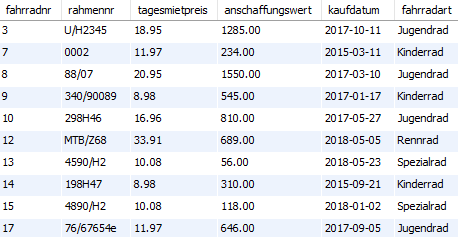 fahrradnr rahmennr tagesmietpreis anschaffungswert kaufdatum fahrradart
3 U/H2345 18.95 1285.00 2017-10-11 Jugendrad
7 0002 11.97 234.00 2015-03-11 Kinderrad
8 88/07 20.95 1550.00 2017-03-10 Jugendrad
9 340/90089 8.98 545.00 2017-01-17 Kinderrad
10 298H46 16.96 810.00 2017-05-27 Jugendrad
12 MTB/Z68 33.91 689.00 2018-05-05 Rennrad
13 4590/H2 10.08 56.00 2018-05-23 Spezialrad
14 198H47 8.98 310.00 2015-09-21 Kinderrad
15 4890/H2 10.08 118.00 2018-01-02 Spezialrad
17 76/67654e 11.97 646.00 2017-09-05 Jugendrad